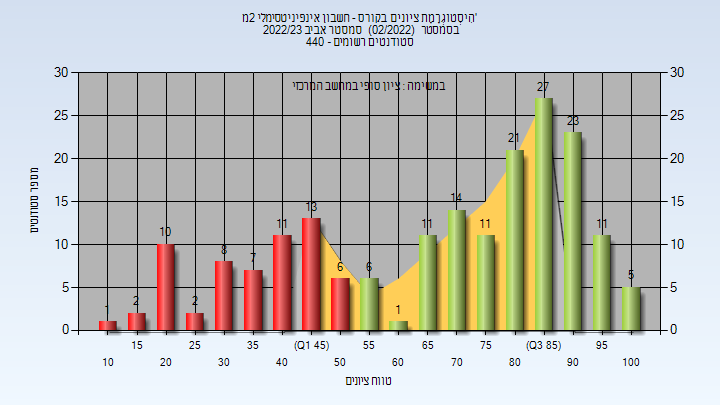 היסטוגרמת ציונים בקורס - חשבון אינפיניטסימלי 2מ'
בסמסטר (02/2022) סמסטר אביב 2022/23
סטודנטים רשומים - 440
במשימה : ציון סופי במחשב המרכזי
מספר סטודנטים
30 25 20 15 10 5 0
30 25 20 15 10 5 0
1 2 10 2 8 7 11 13 6 6 1 11 14 11 21 27 23 11 5
15 25 35 (Q1 45) 55 65 75 (Q3 85) 95
10 20 30 40 50 60 70 80 90 100
טווח ציונים